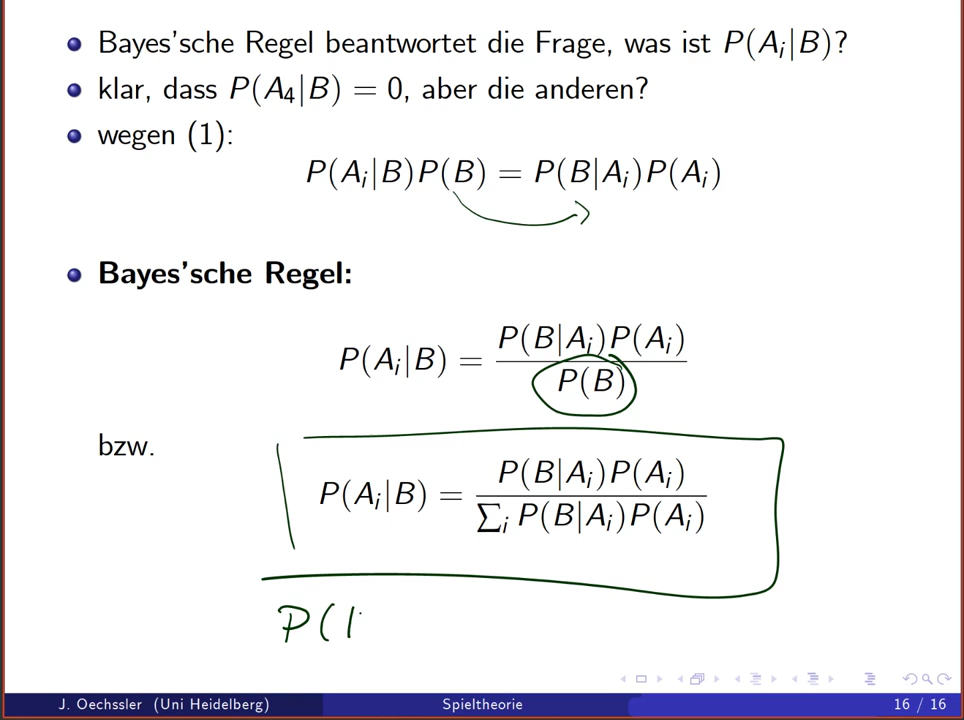 Bayes'sche Regel beantwortet die Frage, was ist P(A_i|B)?
klar, dass P(A_4|B) = 0, aber die anderen?
wegen (1):
P(A_i|B)P(B) = P(B|A_i)P(A_i)
Bayes'sche Regel:
P(A_i|B) = P(B|A_i)P(A_i) / P(B)
bzw.
P(A_i|B) = P(B|A_i)P(A_i) / ∑_i P(B|A_i)P(A_i)
P(
J. Oechssler (Uni Heidelberg) Spieltheorie 16 / 16